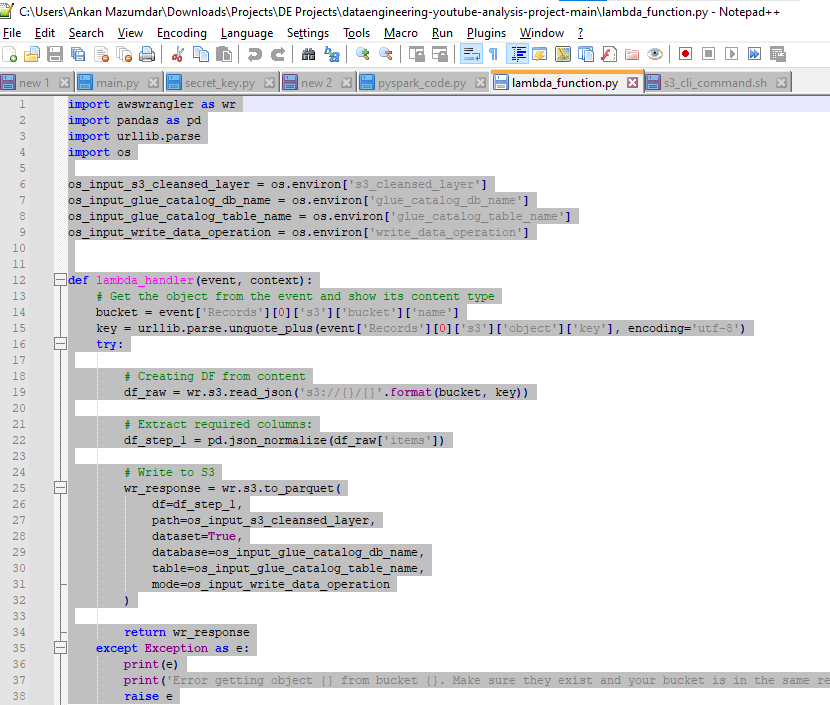 C:\Users\Ankan Mazumdar\Downloads\Projects\DE Projects\dataengineering-youtube-analysis-project-main\lambda_function.py - Notepad++
File Edit Search View Encoding Language Settings Tools Macro Run Plugins Window ?
new 1 main.py secret_key.py new 2 pyspark_code.py lambda_function.py s3_cli_command.sh
1 import awswrangler as wr
2 import pandas as pd
3 import urllib.parse
4 import os
5
6 os_input_s3_cleansed_layer = os.environ['s3_cleansed_layer']
7 os_input_glue_catalog_db_name = os.environ['glue_catalog_db_name']
8 os_input_glue_catalog_table_name = os.environ['glue_catalog_table_name']
9 os_input_write_data_operation = os.environ['write_data_operation']
10
11
12 def lambda_handler(event, context):
13 # Get the object from the event and show its content type
14 bucket = event['Records'][0]['s3']['bucket']['name']
15 key = urllib.parse.unquote_plus(event['Records'][0]['s3']['object']['key'], encoding='utf-8')
16 try:
17
18 # Creating DF from content
19 df_raw = wr.s3.read_json('s3://{}/{}'.format(bucket, key))
20
21 # Extract required columns:
22 df_step_1 = pd.json_normalize(df_raw['items'])
23
24 # Write to S3
25 wr_response = wr.s3.to_parquet(
26 df=df_step_1,
27 path=os_input_s3_cleansed_layer,
28 dataset=True,
29 database=os_input_glue_catalog_db_name,
30 table=os_input_glue_catalog_table_name,
31 mode=os_input_write_data_operation
32 )
33
34 return wr_response
35 except Exception as e:
36 print(e)
37 print('Error getting object {} from bucket {}. Make sure they exist and your bucket is in the same re
38 raise e